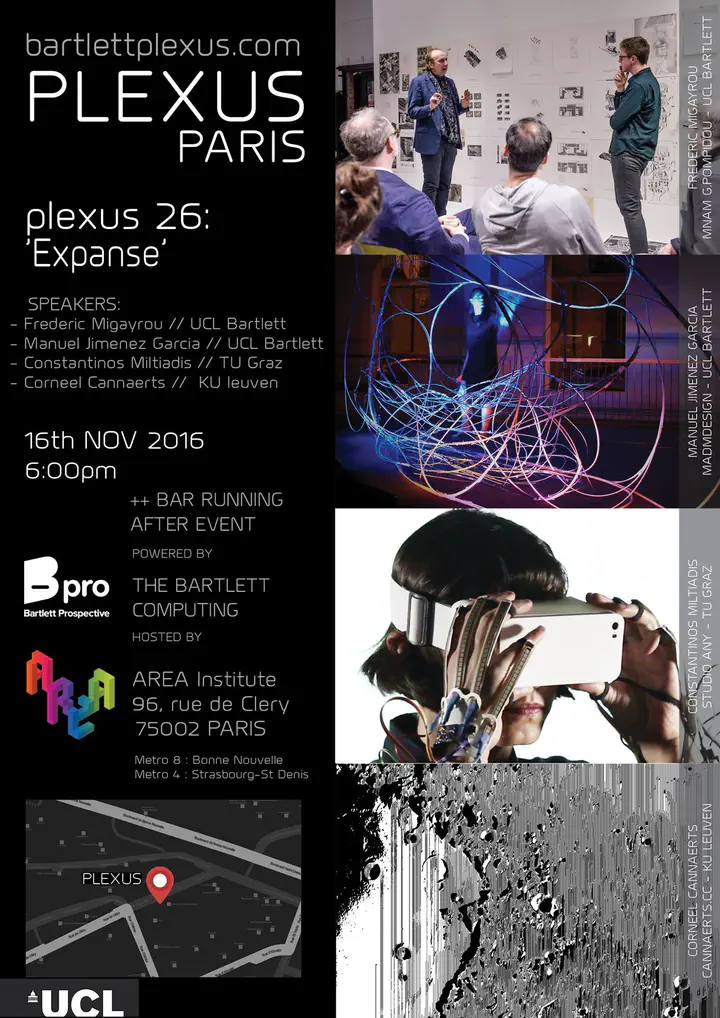 bartlettplexus.com
PLEXUS
PARIS
plexus 26:
'Expanse'
SPEAKERS:
- Frederic Migayrou // UCL Bartlett
- Manuel Jimenez Garcia // UCL Bartlett
- Constantinos Miltiadis // TU Graz
- Corneel Cannaerts // KU leuven
16th NOV 2016
6:00pm
++ BAR RUNNING
AFTER EVENT
POWERED BY
Bpro
Bartlett Prospective
THE BARTLETT
COMPUTING
HOSTED BY
AREA
AREA Institute
96, rue de Clery
75002 PARIS
Metro 8 : Bonne Nouvelle
Metro 4 : Strasbourg-St Denis
PLEXUS
UCL
FREDERIC MIGAYROU
MNAM G.POMPIDOU - UCL BARTLETT
MANUEL JIMENEZ GARCIA
MADMDESIGN - UCL BARTLETT
CONSTANTINOS MILTIADIS
STUDIO ANY - TU GRAZ
CORNEEL CANNAERTS
CANNAERTS.CC - KU LEUVEN